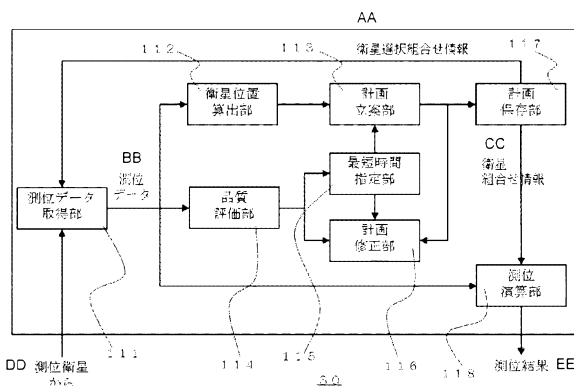 AA
衛星選択組合せ情報
112
113
117
衛星位置
算出部
計画
立案部
計画
保存部
BB
測位
データ
CC
衛星
組合せ情報
測位データ
取得部
品質
評価部
最短時間
指定部
計画
修正部
測位
演算部
DD
測位衛星
から
111
114
115
116
118
測位結果
EE
60